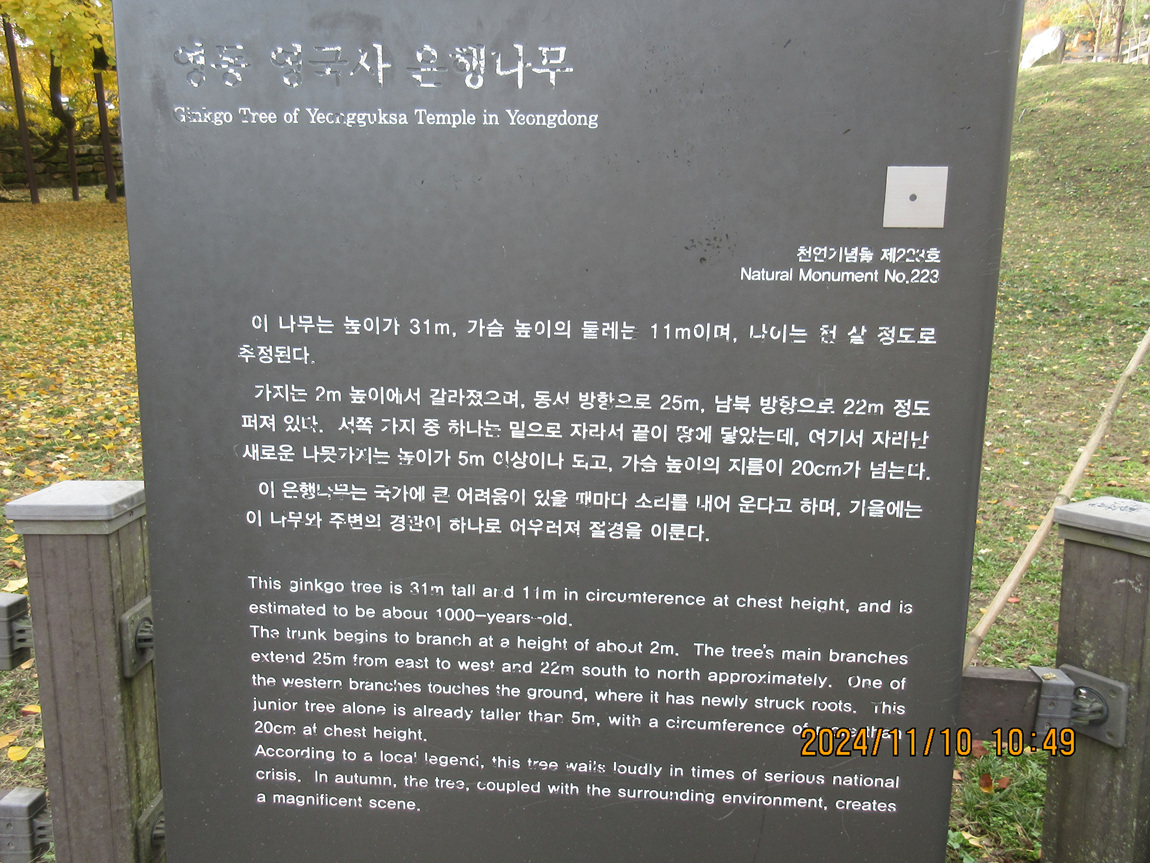 영동 영국사 은행나무
Ginkgo Tree of Yeongguksa Temple in Yeongdong
천연기념물 제223호
Natural Monument No.223
이 나무는 높이가 31m, 가슴 높이의 둘레는 11m이며, 나이는 천 살 정도로
추정된다.
가지는 2m 높이에서 갈라졌으며, 동서 방향으로 25m, 남북 방향으로 22m 정도
퍼져 있다. 서쪽 가지 중 하나는 밑으로 자라서 끝이 땅에 닿았는데, 여기서 자라난
새로운 나뭇가지는 높이가 5m 이상이나 되고, 가슴 높이의 지름이 20cm가 넘는다.
이 은행나무는 국가에 큰 어려움이 있을 때마다 소리를 내어 운다고 하며, 가을에는
이 나무와 주변의 경관이 하나로 어우러져 절경을 이룬다.
This ginkgo tree is 31m tall and 11m in circumference at chest height, and is
estimated to be about 1000-years-old.
The trunk begins to branch at a height of about 2m. The tree's main branches
extend 25m from east to west and 22m south to north approximately. One of
the western branches touches the ground, where it has newly struck roots. This
junior tree alone is already taller than 5m, with a circumference of more than
20cm at chest height.
According to a local legend, this tree wails loudly in times of serious national
crisis. In autumn, the tree, coupled with the surrounding environment, creates
a magnificent scene.
2024/11/10 10:49